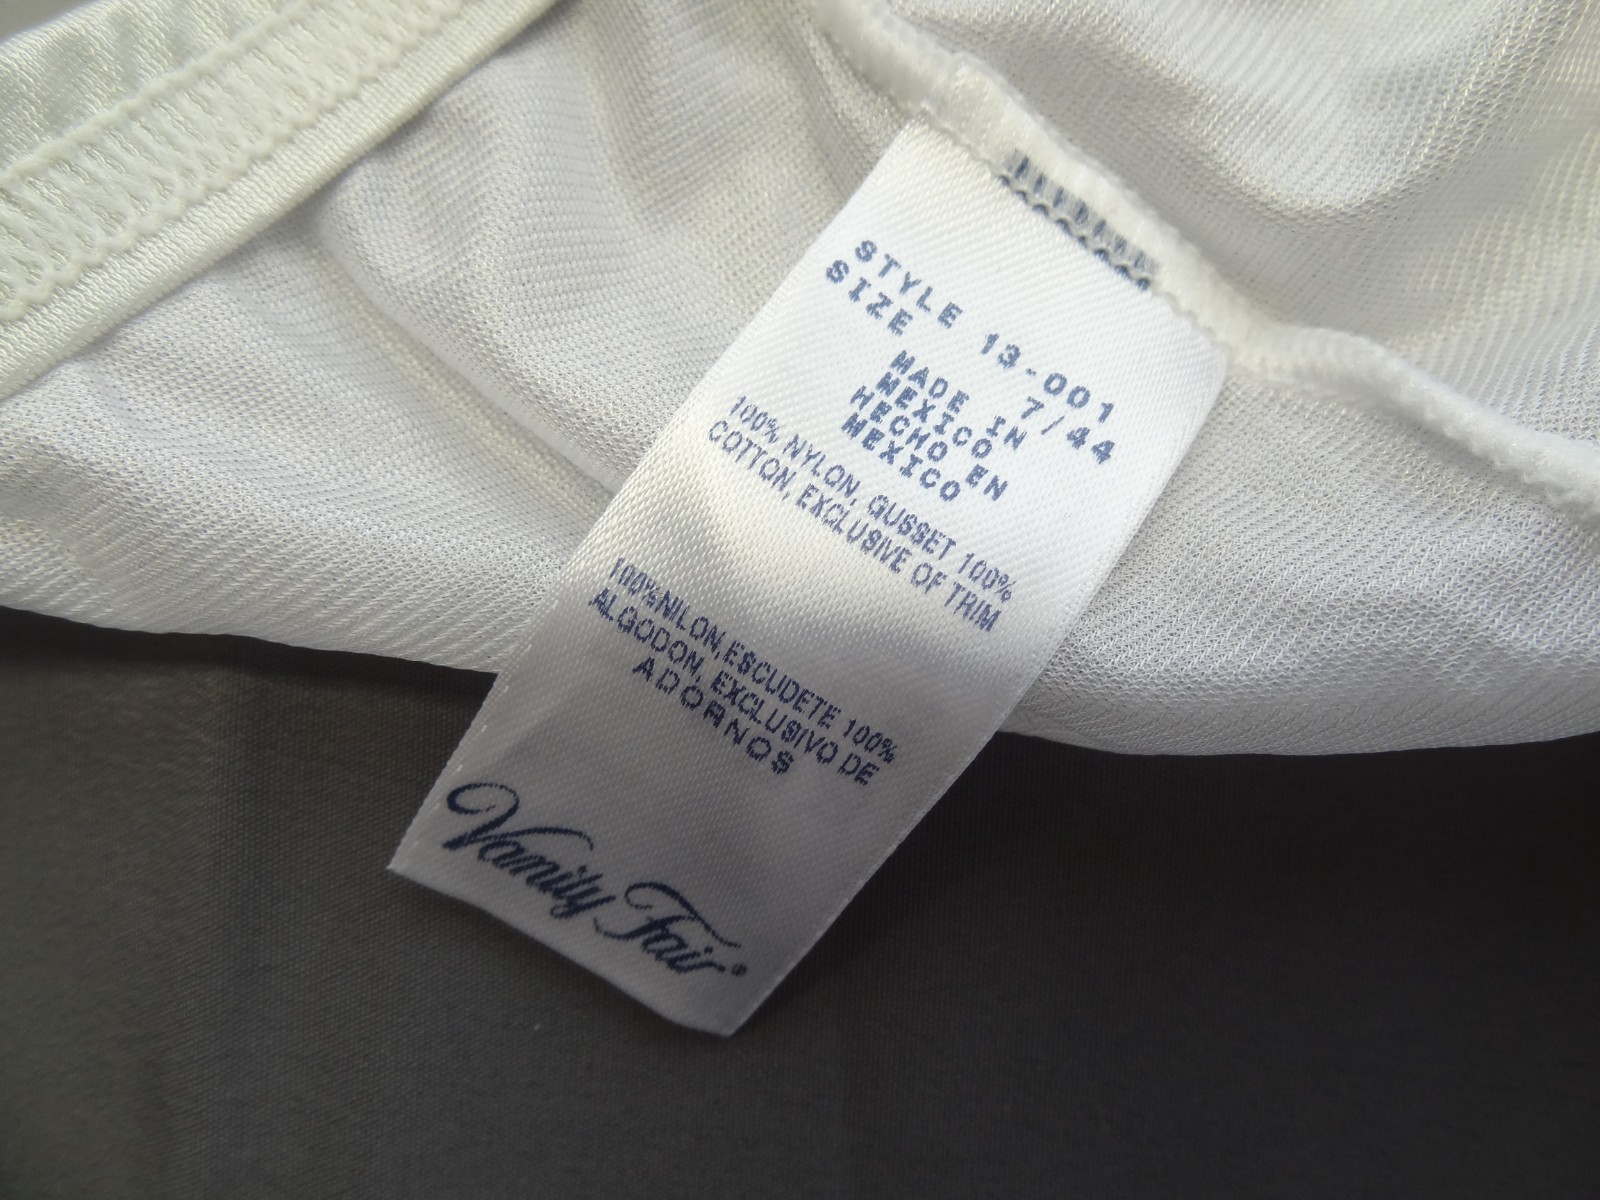 STYLE 13-001
SIZE 7/44
MADE IN
MEXICO
HECHO EN
MEXICO
100% NYLON, GUSSET 100%
COTTON, EXCLUSIVE OF TRIM
100%NILON,ESCUDETE 100%
ALGODON, EXCLUSIVO DE
ADORNOS
Vanity Fair®